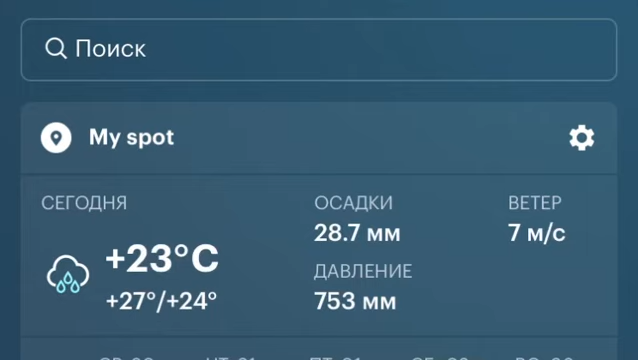 Поиск
My spot
СЕГОДНЯ
+23°C
+27°/+24°
ОСАДКИ
28.7 мм
ДАВЛЕНИЕ
753 мм
ВЕТЕР
7 м/с